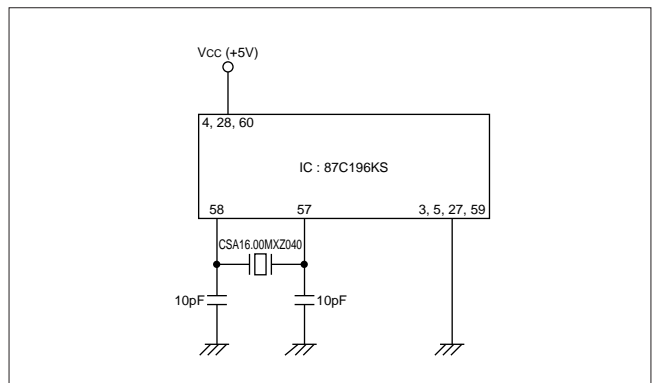 VCC (+5V)
4, 28, 60
IC : 87C196KS
58 57 3, 5, 27, 59
CSA16.00MXZ040
10pF 10pF